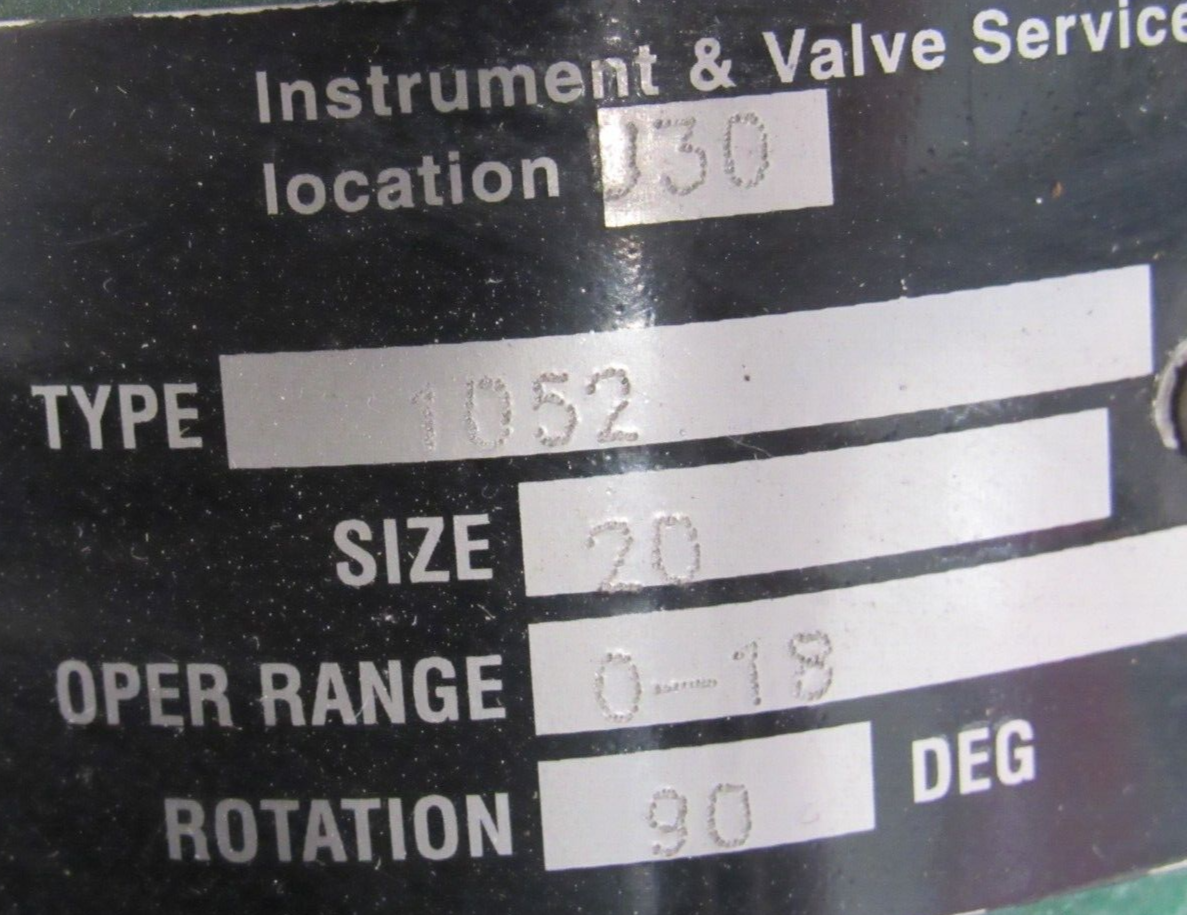 Instrument & Valve Service
location J30
TYPE 1052
SIZE 20
OPER RANGE 0-18
ROTATION 90 DEG